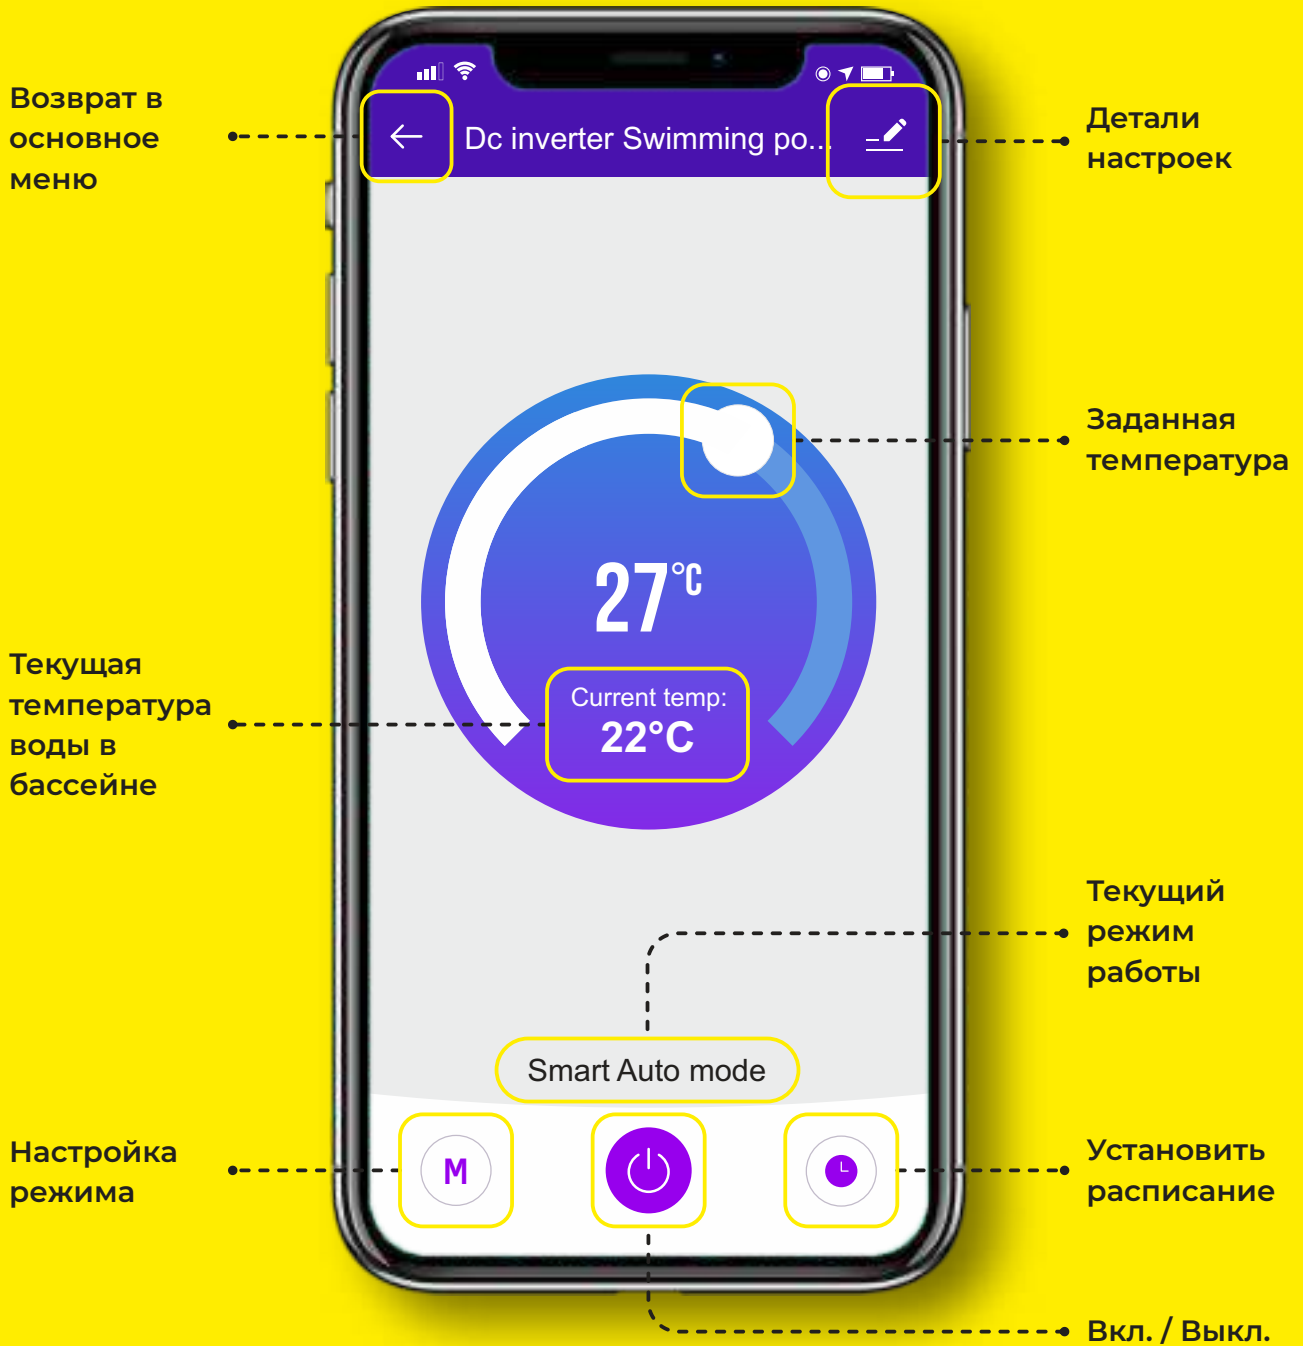 Возврат в
основное
меню
Dc inverter Swimming po...
Детали
настроек
Заданная
температура
27°C
Текущая
температура
воды в
бассейне
Current temp:
22°C
Текущий
режим
работы
Smart Auto mode
Настройка
режима
M
Установить
расписание
Вкл. / Выкл.